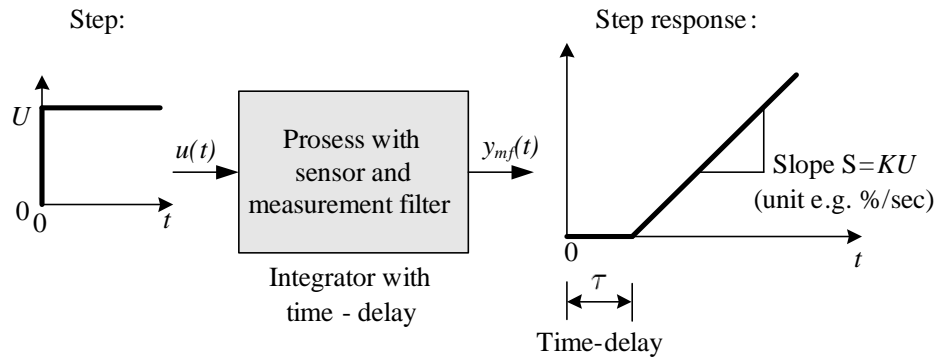 Step:
Step response:
U
0
0
t
u(t)
Prosess with
sensor and
measurement filter
y_mf(t)
Integrator with
time - delay
Slope S=KU
(unit e.g. %/sec)
0
t
τ
Time-delay